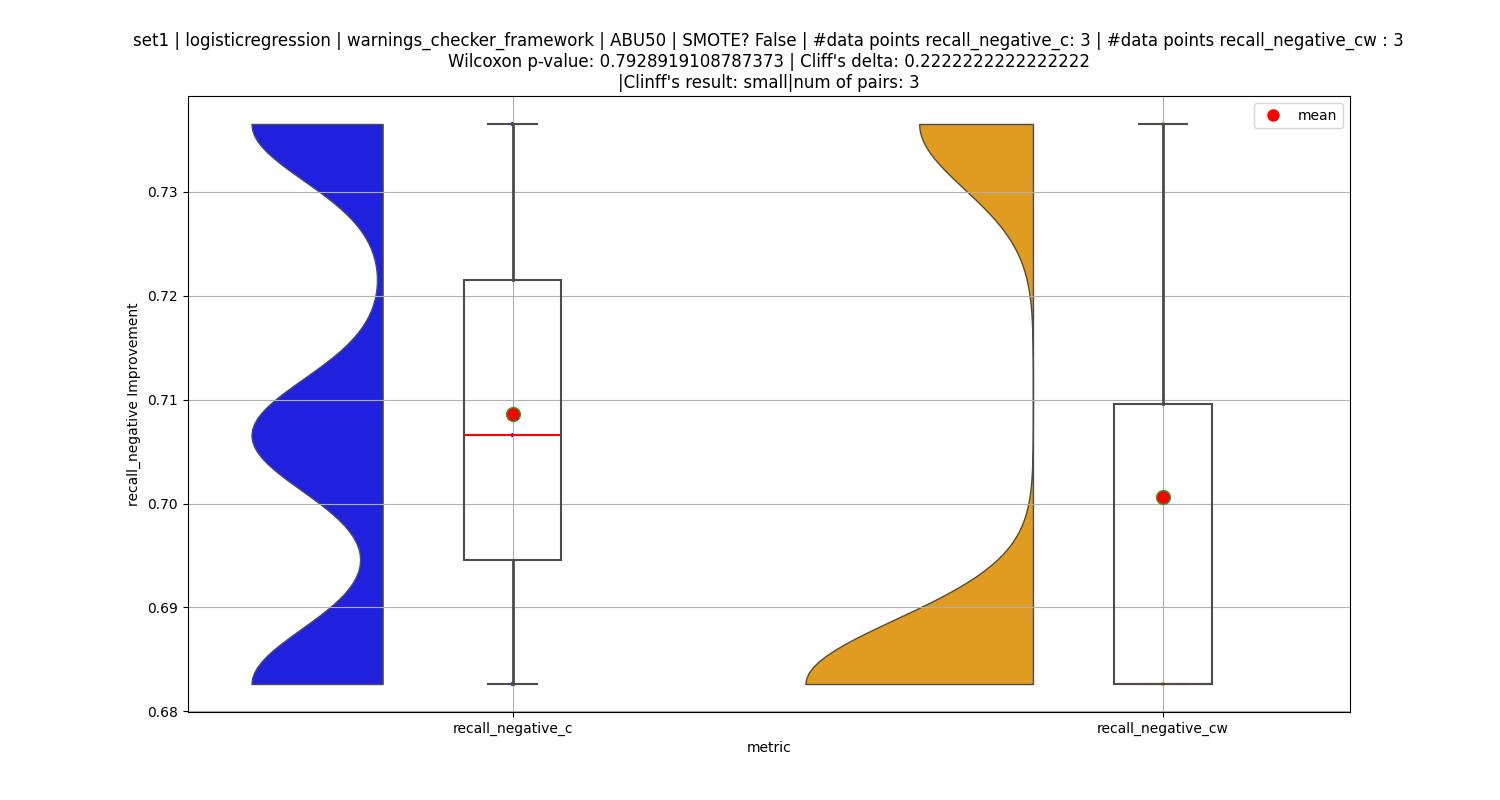 set1 | logisticregression | warnings_checker_framework | ABU50 | SMOTE? False | #data points recall_negative_c: 3 | #data points recall_negative_cw : 3
Wilcoxon p-value: 0.7928919108787373 | Cliff's delta: 0.2222222222222222
|Clinff's result: small|num of pairs: 3
mean
0.73
0.72
0.71
0.70
0.69
0.68
recall_negative Improvement
recall_negative_c
recall_negative_cw
metric